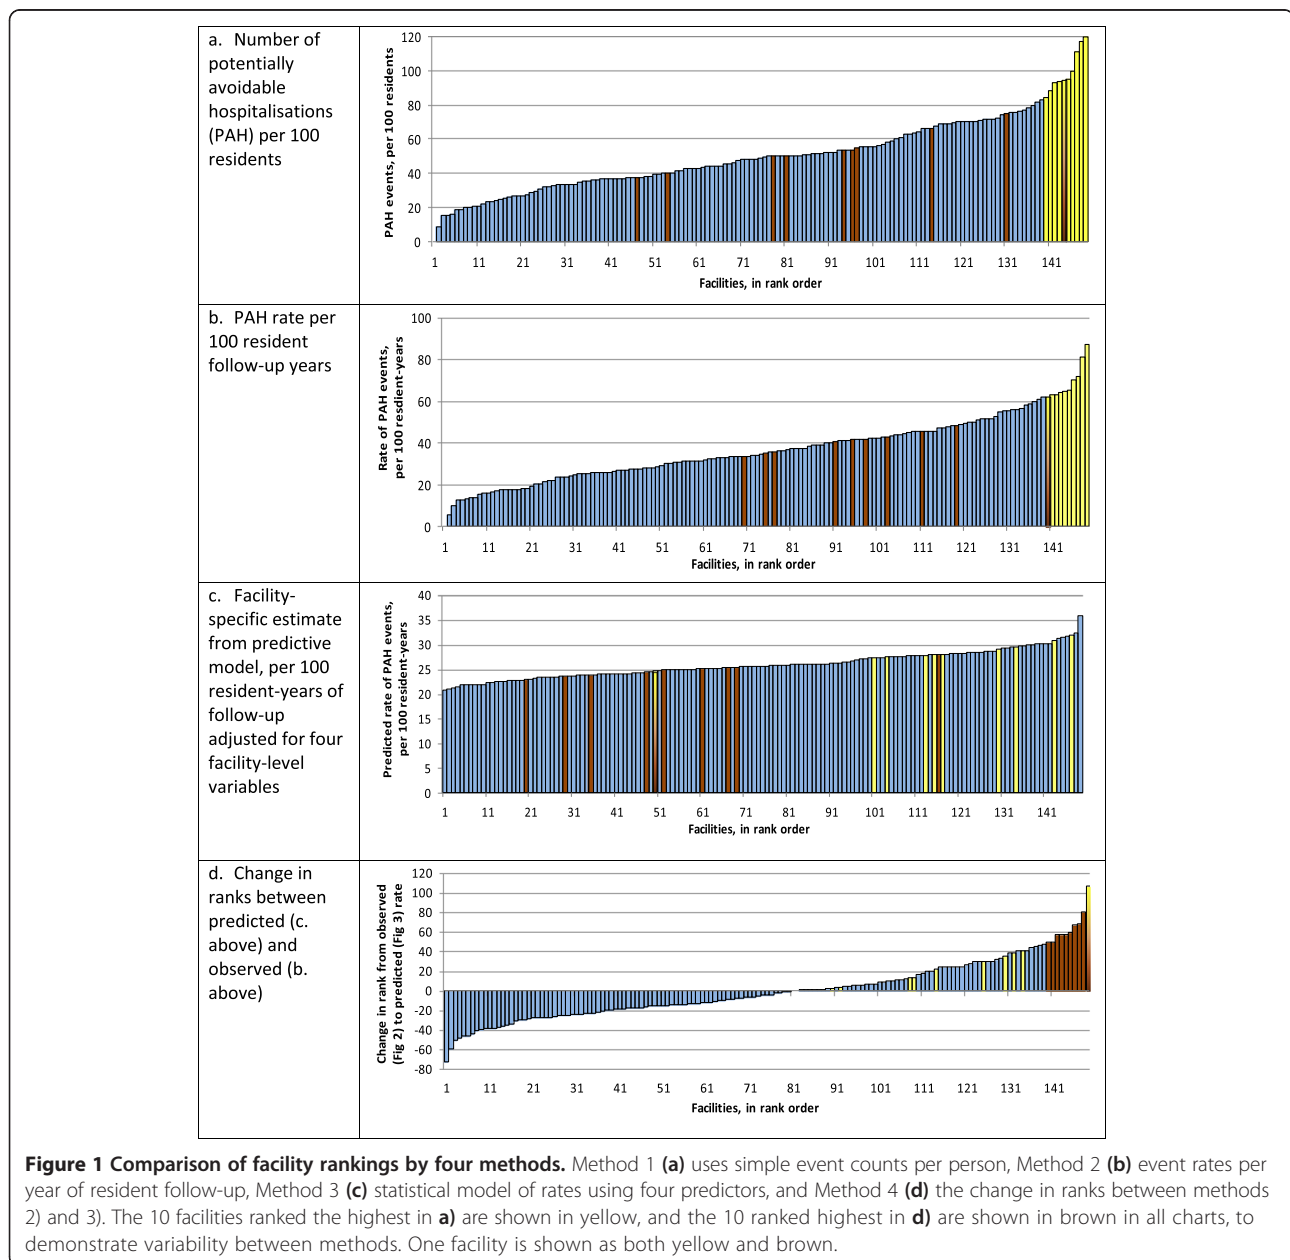 a. Number of
potentially
avoidable
hospitalisations
(PAH) per 100
residents
PAH events, per 100 residents
120
100
80
60
40
20
0
1 11 21 31 41 51 61 71 81 91 101 111 121 131 141
Facilities, in rank order
b. PAH rate per
100 resident
follow-up years
Rate of PAH events,
per 100 resdient-years
100
80
60
40
20
0
1 11 21 31 41 51 61 71 81 91 101 111 121 131 141
Facilities, in rank order
c. Facility-
specific estimate
from predictive
model, per 100
resident-years of
follow-up
adjusted for four
facility-level
variables
Predicted rate of PAH events,
per 100 resident-years
40
35
30
25
20
15
10
5
0
1 11 21 31 41 51 61 71 81 91 101 111 121 131 141
Facilities, in rank order
d. Change in
ranks between
predicted (c.
above) and
observed (b.
above)
Change in rank from observed
(Fig 2) to predicted (Fig 3) rate
120
100
80
60
40
20
0
-20
-40
-60
-80
1 11 21 31 41 51 61 71 81 91 101 111 121 131 141
Facilities, in rank order
Figure 1 Comparison of facility rankings by four methods. Method 1 (a) uses simple event counts per person, Method 2 (b) event rates per
year of resident follow-up, Method 3 (c) statistical model of rates using four predictors, and Method 4 (d) the change in ranks between methods
2) and 3). The 10 facilities ranked the highest in a) are shown in yellow, and the 10 ranked highest in d) are shown in brown in all charts, to
demonstrate variability between methods. One facility is shown as both yellow and brown.